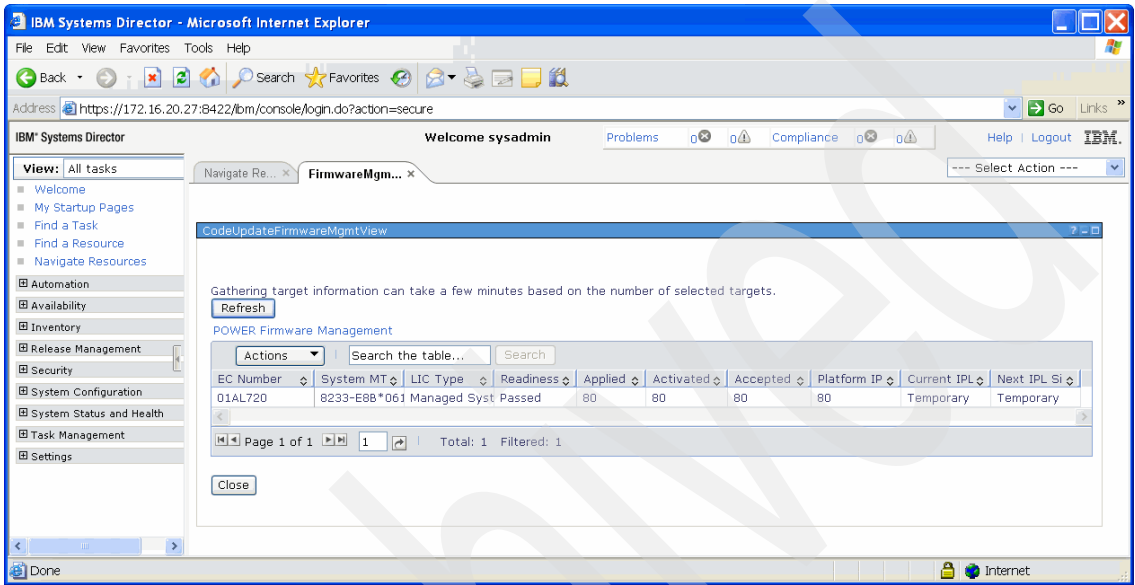 IBM Systems Director - Microsoft Internet Explorer
File Edit View Favorites Tools Help
Back Search Favorites
Address https://172.16.20.27:8422/ibm/console/login.do?action=secure Go Links »
IBM® Systems Director Welcome sysadmin Problems 0 0 Compliance 0 0 Help | Logout IBM.
View: All tasks
Navigate Re... × FirmwareMgm... × --- Select Action ---
Welcome
My Startup Pages
Find a Task
Find a Resource
Navigate Resources
Automation
Availability
Inventory
Release Management
Security
System Configuration
System Status and Health
Task Management
Settings
CodeUpdateFirmwareMgmtView
Gathering target information can take a few minutes based on the number of selected targets.
Refresh
POWER Firmware Management
Actions Search the table... Search
EC Number System MT LIC Type Readiness Applied Activated Accepted Platform IP Current IPL Next IPL Si
01AL720 8233-E8B*061 Managed Syst Passed 80 80 80 80 Temporary Temporary
Page 1 of 1 1 Total: 1 Filtered: 1
Close
Done Internet